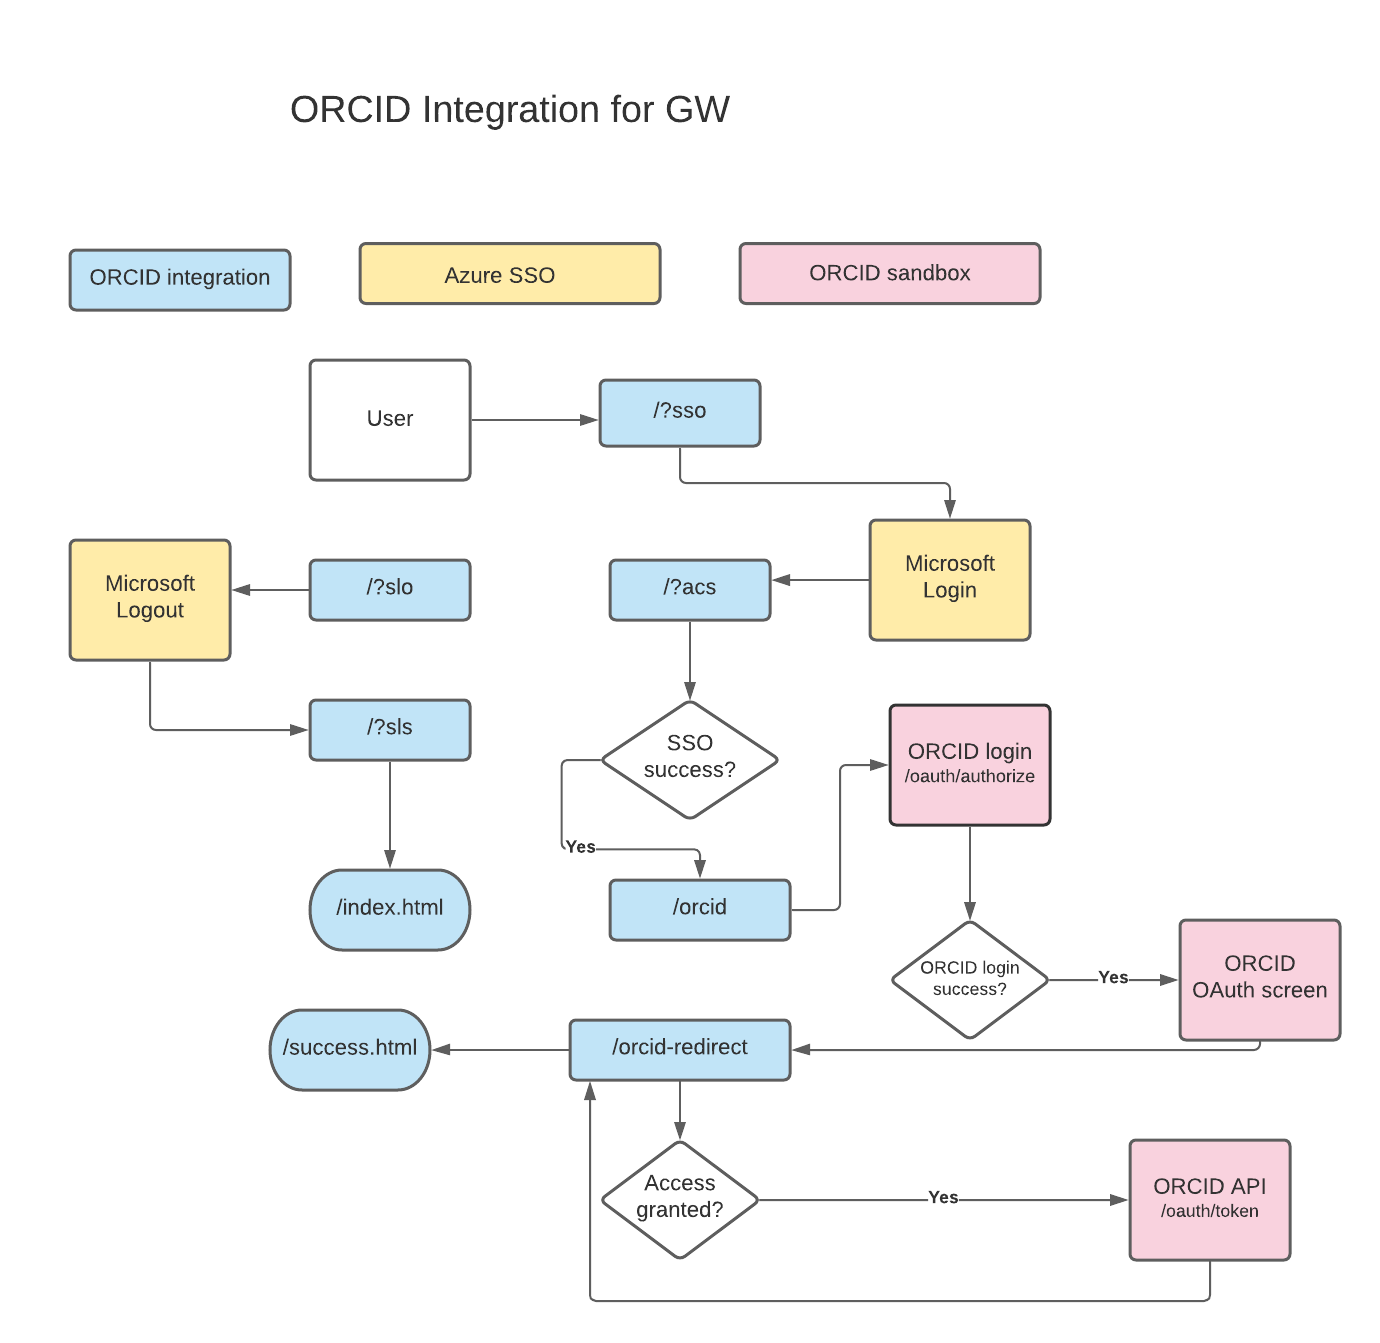 ORCID Integration for GW
ORCID integration
Azure SSO
ORCID sandbox
User
/?sso
Microsoft
Login
Microsoft
Logout
/?slo
/?acs
/?sls
SSO
success?
ORCID login
/oauth/authorize
Yes
/index.html
/orcid
ORCID login
success?
Yes
ORCID
OAuth screen
/success.html
/orcid-redirect
Access
granted?
Yes
ORCID API
/oauth/token